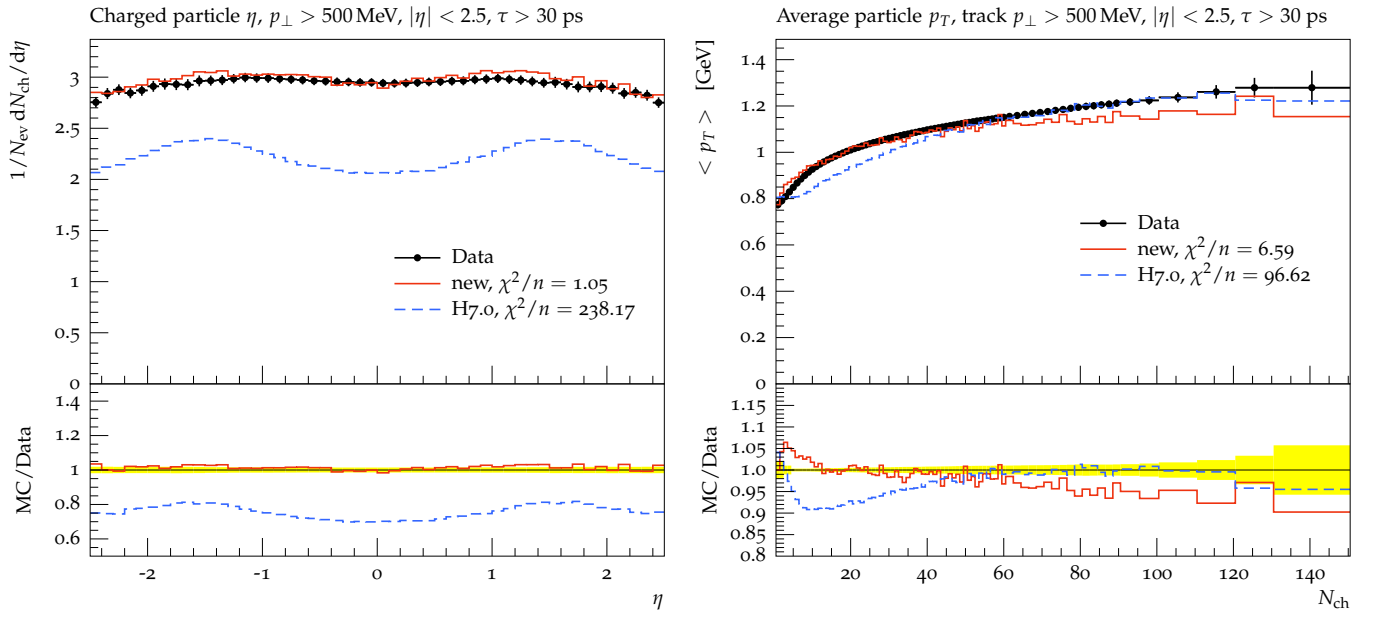 Charged particle η, p⊥ > 500 MeV, |η| < 2.5, τ > 30 ps
1/N_ev dN_ch/dη
3
2.5
2
1.5
1
0.5
0
Data
new, χ²/n = 1.05
H7.0, χ²/n = 238.17
MC/Data
1.4
1.2
1
0.8
0.6
-2
-1
0
1
2
η
Average particle p_T, track p⊥ > 500 MeV, |η| < 2.5, τ > 30 ps
< p_T > [GeV]
1.4
1.2
1
0.8
0.6
0.4
0.2
0
Data
new, χ²/n = 6.59
H7.0, χ²/n = 96.62
MC/Data
1.15
1.1
1.05
1.0
0.95
0.9
0.85
0.8
20
40
60
80
100
120
140
N_ch